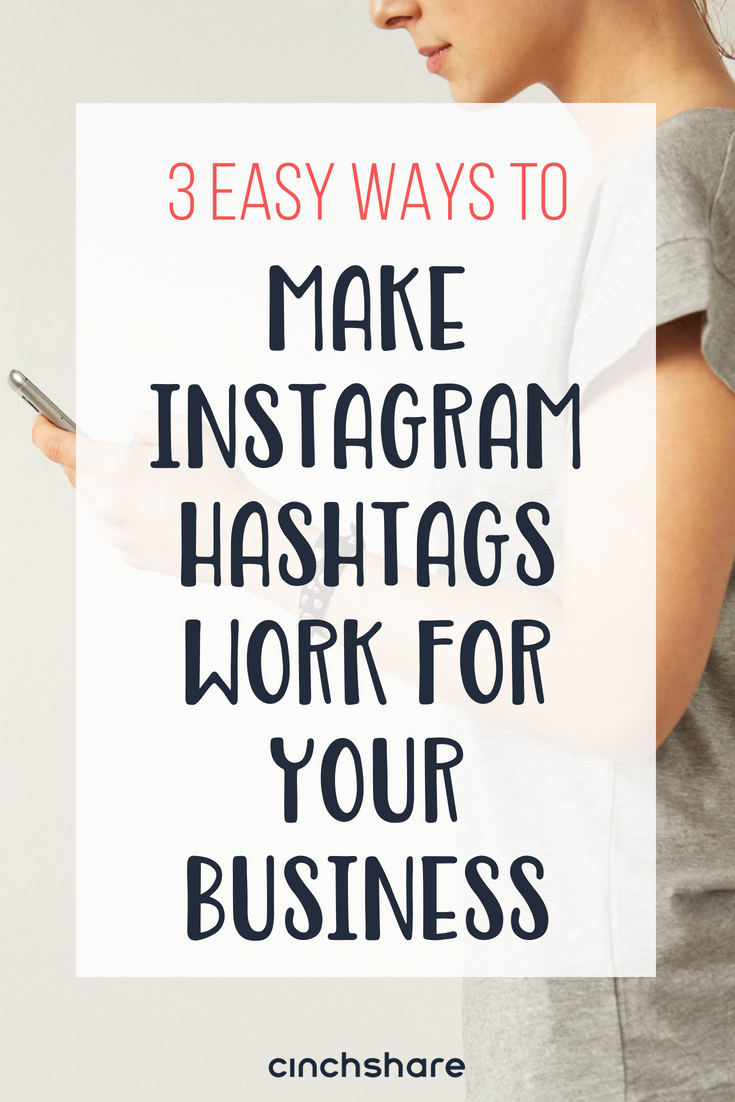 3 EASY WAYS TO
MAKE
INSTAGRAM
HASHTAGS
WORK FOR
YOUR
BUSINESS
cinchshare